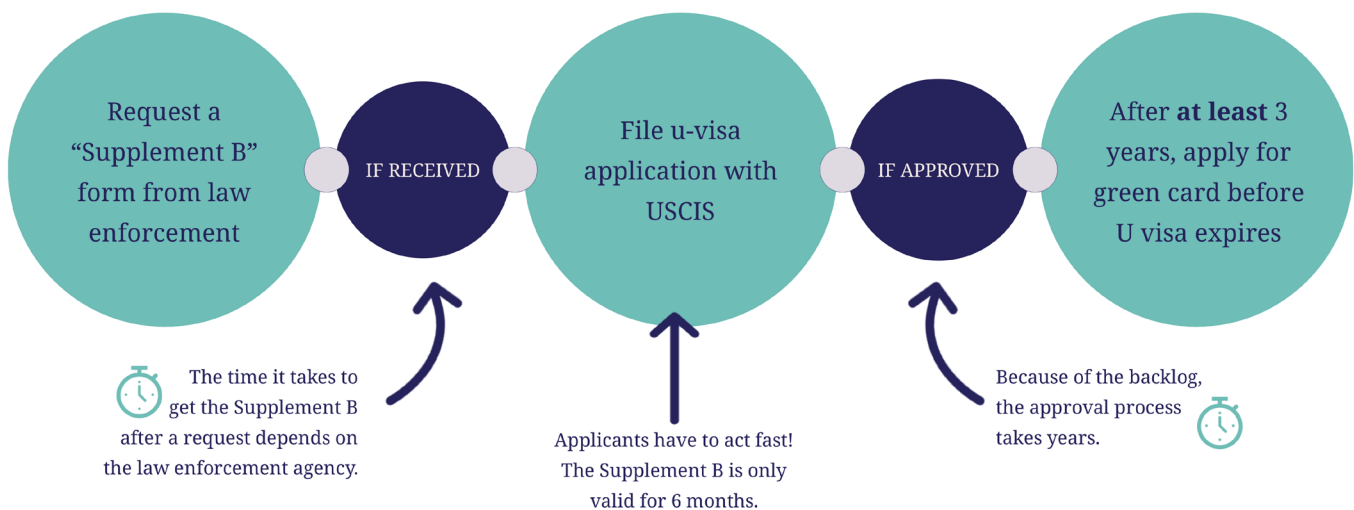 Request a
“Supplement B”
form from law
enforcement
IF RECEIVED
File u-visa
application with
USCIS
IF APPROVED
After at least 3
years, apply for
green card before
U visa expires
The time it takes to
get the Supplement B
after a request depends on
the law enforcement agency.
Applicants have to act fast!
The Supplement B is only
valid for 6 months.
Because of the backlog,
the approval process
takes years.